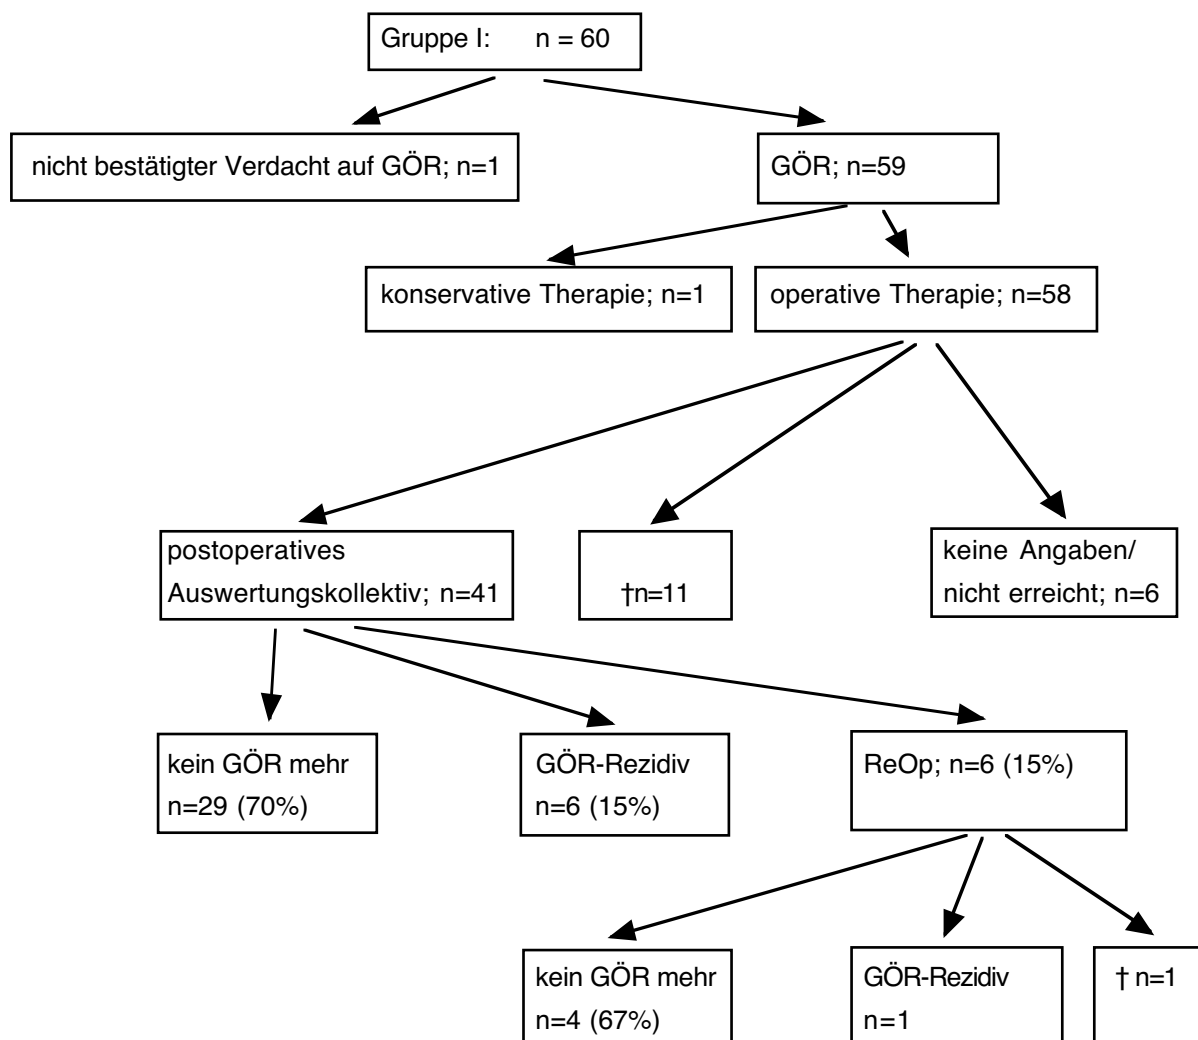 Gruppe I: n = 60
nicht bestätigter Verdacht auf GÖR; n=1
GÖR; n=59
konservative Therapie; n=1
operative Therapie; n=58
postoperatives
Auswertungskollektiv; n=41
†n=11
keine Angaben/
nicht erreicht; n=6
kein GÖR mehr
n=29 (70%)
GÖR-Rezidiv
n=6 (15%)
ReOp; n=6 (15%)
kein GÖR mehr
n=4 (67%)
GÖR-Rezidiv
n=1
† n=1